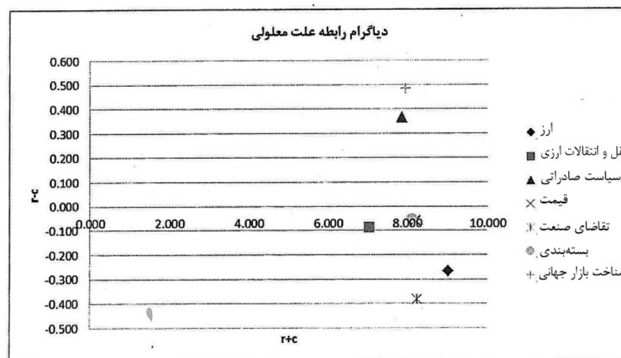 دیاگرام رابطه علت معلولی
0.600
0.500
0.400
0.300
0.200
0.100
0.000
-0.100
-0.200
-0.300
-0.400
-0.500
r-c
0.000 2.000 4.000 6.000 8.000 10.000
r+c
ارز
نقل و انتقالات ارزی
سیاست صادراتی
قیمت
تقاضای صنعت
بسته‌بندی
شناخت بازار جهانی